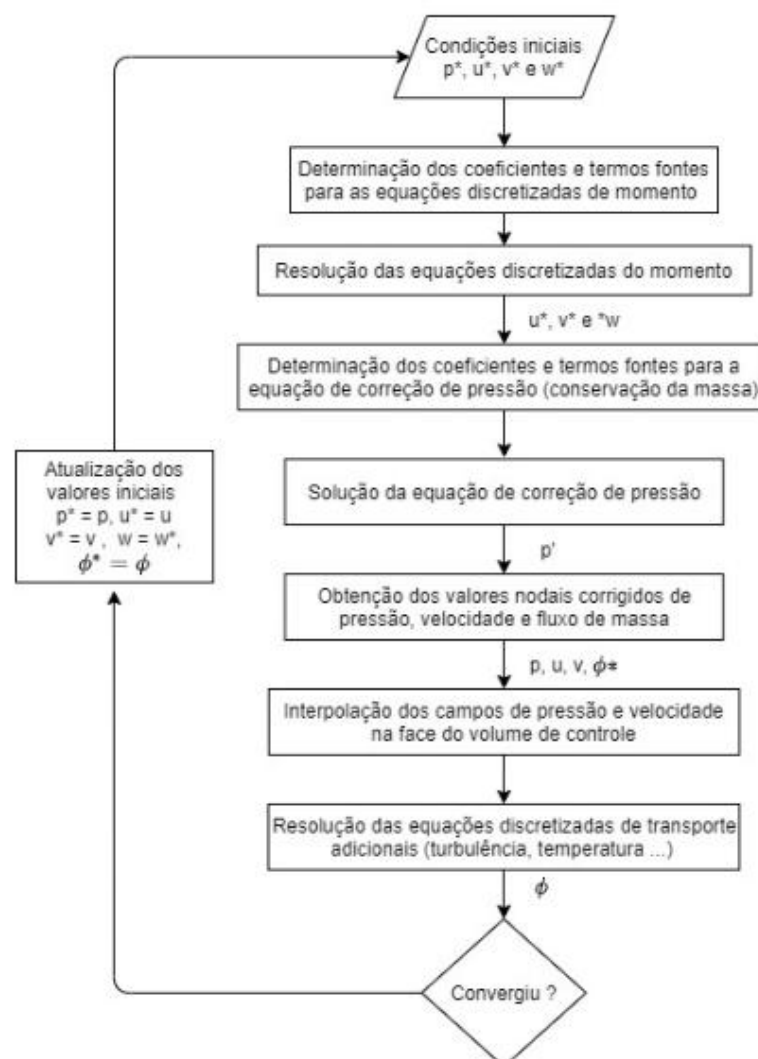 Condições iniciais
p*, u*, v* e w*
Determinação dos coeficientes e termos fontes
para as equações discretizadas de momento
Resolução das equações discretizadas do momento
u*, v* e *w
Determinação dos coeficientes e termos fontes para a
equação de correção de pressão (conservação da massa)
Solução da equação de correção de pressão
p'
Obtenção dos valores nodais corrigidos de
pressão, velocidade e fluxo de massa
p, u, v, ϕ*
Interpolação dos campos de pressão e velocidade
na face do volume de controle
Resolução das equações discretizadas de transporte
adicionais (turbulência, temperatura ...)
ϕ
Convergiu ?
Atualização dos
valores iniciais
p* = p, u* = u
v* = v , w = w*,
ϕ* = ϕ